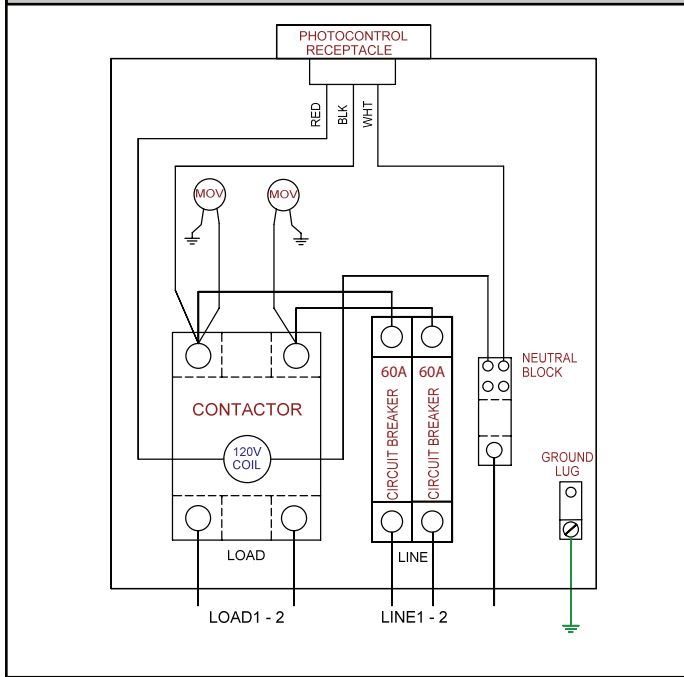 PHOTOCONTROL
RECEPTACLE
RED
BLK
WHT
MOV
MOV
60A
60A
CONTACTOR
120V
COIL
CIRCUIT BREAKER
CIRCUIT BREAKER
NEUTRAL
BLOCK
GROUND
LUG
LOAD
LINE
LOAD1 - 2
LINE1 - 2